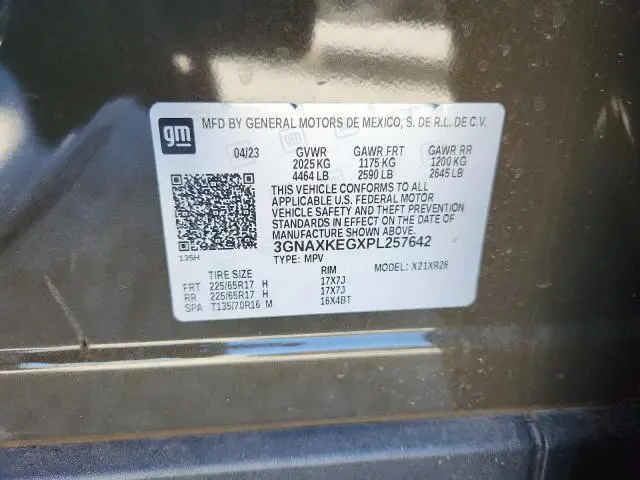 gm MFD BY GENERAL MOTORS DE MEXICO, S. DE R.L. DE C.V.
04/23 GVWR GAWR FRT GAWR RR
2025 KG 1175 KG 1200 KG
4464 LB 2590 LB 2645 LB
THIS VEHICLE CONFORMS TO ALL
APPLICABLE U.S. FEDERAL MOTOR
VEHICLE SAFETY AND THEFT PREVENTION
STANDARDS IN EFFECT ON THE DATE OF
MANUFACTURE SHOWN ABOVE.
135H 3GNAXKEGXPL257642
TYPE: MPV MODEL: X21XR26
TIRE SIZE RIM
FRT 225/65R17 H 17X7J
RR 225/65R17 H 17X7J
SPA T135/70R16 M 16X4BT